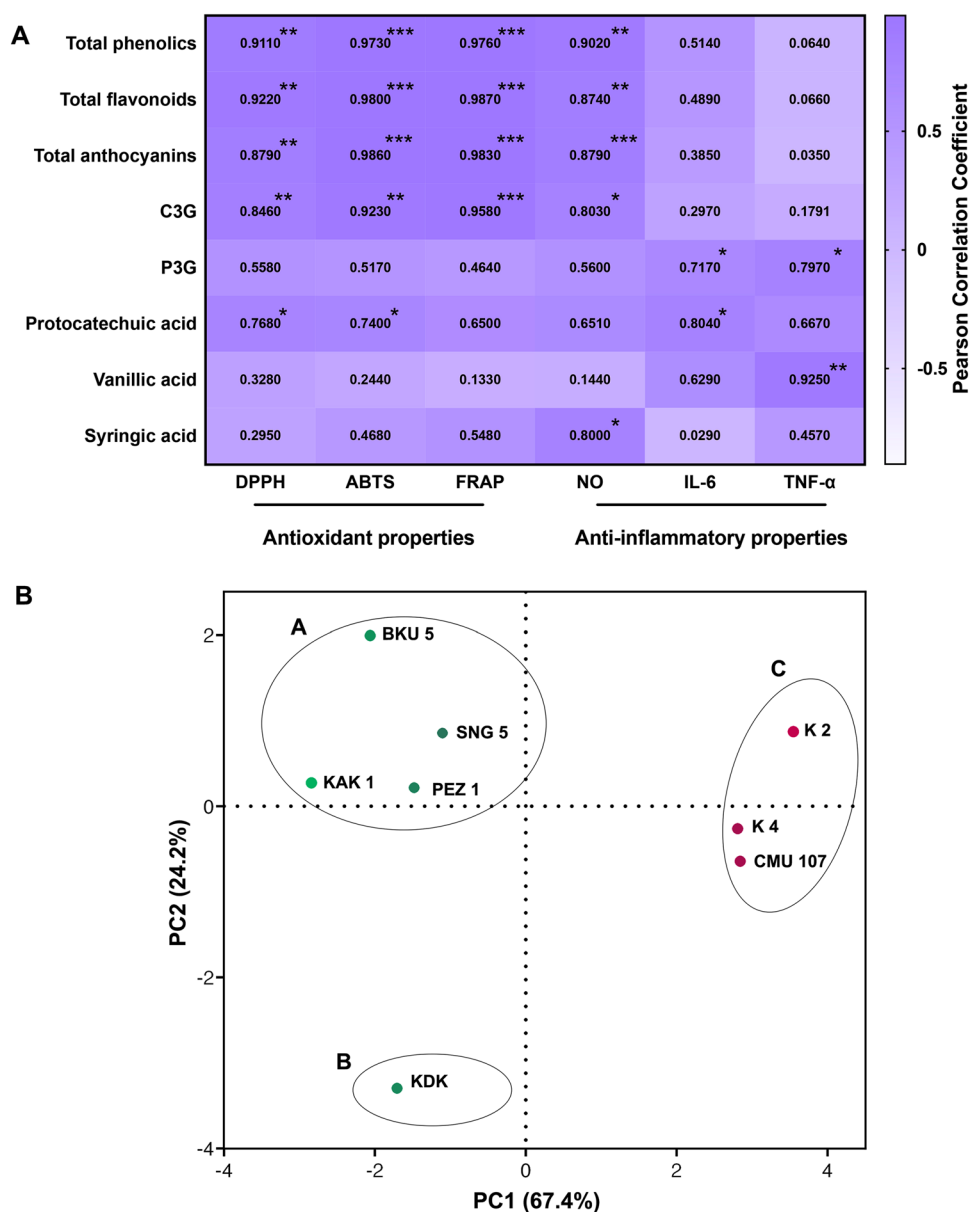 A
Total phenolics 0.9110** 0.9730*** 0.9760*** 0.9020** 0.5140 0.0640
Total flavonoids 0.9220** 0.9800*** 0.9870*** 0.8740** 0.4890 0.0660
Total anthocyanins 0.8790** 0.9860*** 0.9830*** 0.8790*** 0.3850 0.0350
C3G 0.8460** 0.9230** 0.9580*** 0.8030* 0.2970 0.1791
P3G 0.5580 0.5170 0.4640 0.5600 0.7170* 0.7970*
Protocatechuic acid 0.7680* 0.7400* 0.6500 0.6510 0.8040* 0.6670
Vanillic acid 0.3280 0.2440 0.1330 0.1440 0.6290 0.9250**
Syringic acid 0.2950 0.4680 0.5480 0.8000* 0.0290 0.4570
DPPH ABTS FRAP NO IL-6 TNF-α
Antioxidant properties Anti-inflammatory properties
0.5
0
-0.5
Pearson Correlation Coefficient
B
A
BKU 5
SNG 5
KAK 1
PEZ 1
C
K 2
K 4
CMU 107
B
KDK
2
0
-2
-4
PC2 (24.2%)
-4 -2 0 2 4
PC1 (67.4%)